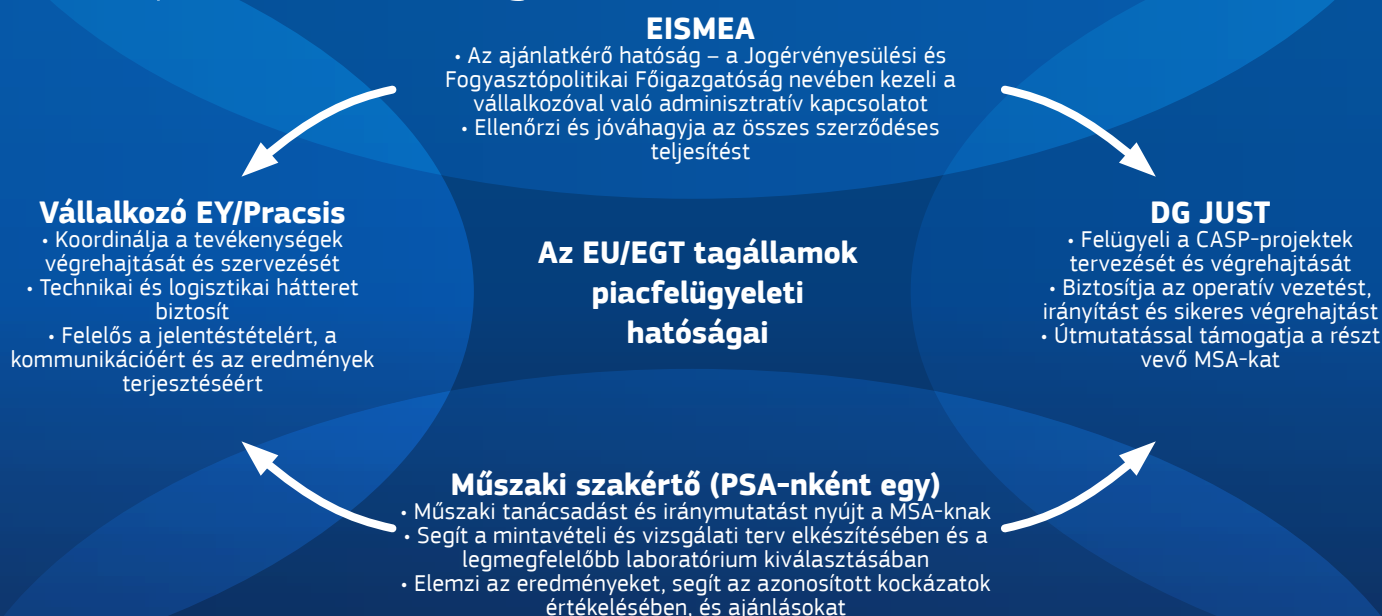 EISMEA
• Az ajánlatkérő hatóság – a Jogérvényesülési és
Fogyasztópolitikai Főigazgatóság nevében kezeli a
vállalkozóval való adminisztratív kapcsolatot
• Ellenőrzi és jóváhagyja az összes szerződéses
teljesítést
Vállalkozó EY/Pracsis
• Koordinálja a tevékenységek
végrehajtását és szervezését
• Technikai és logisztikai hátteret
biztosít
• Felelős a jelentéstételért, a
kommunikációért és az eredmények
terjesztéséért
Az EU/EGT tagállamok
piacfelügyeleti
hatóságai
DG JUST
• Felügyeli a CASP-projektek
tervezését és végrehajtását
• Biztosítja az operatív vezetést,
irányítást és sikeres végrehajtást
• Útmutatással támogatja a részt
vevő MSA-kat
Műszaki szakértő (PSA-nként egy)
• Műszaki tanácsadást és iránymutatást nyújt a MSA-knak
• Segít a mintavételi és vizsgálati terv elkészítésében és a
legmegfelelőbb laboratórium kiválasztásában
• Elemzi az eredményeket, segít az azonosított kockázatok
értékelésében, és ajánlásokat